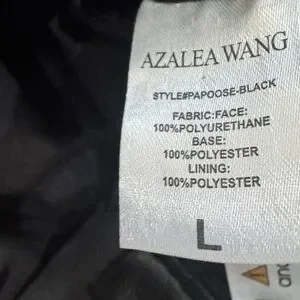 AZALEA WANG
STYLE#PAPOOSE-BLACK
FABRIC:FACE:
100%POLYURETHANE
BASE:
100%POLYESTER
LINING:
100%POLYESTER
L